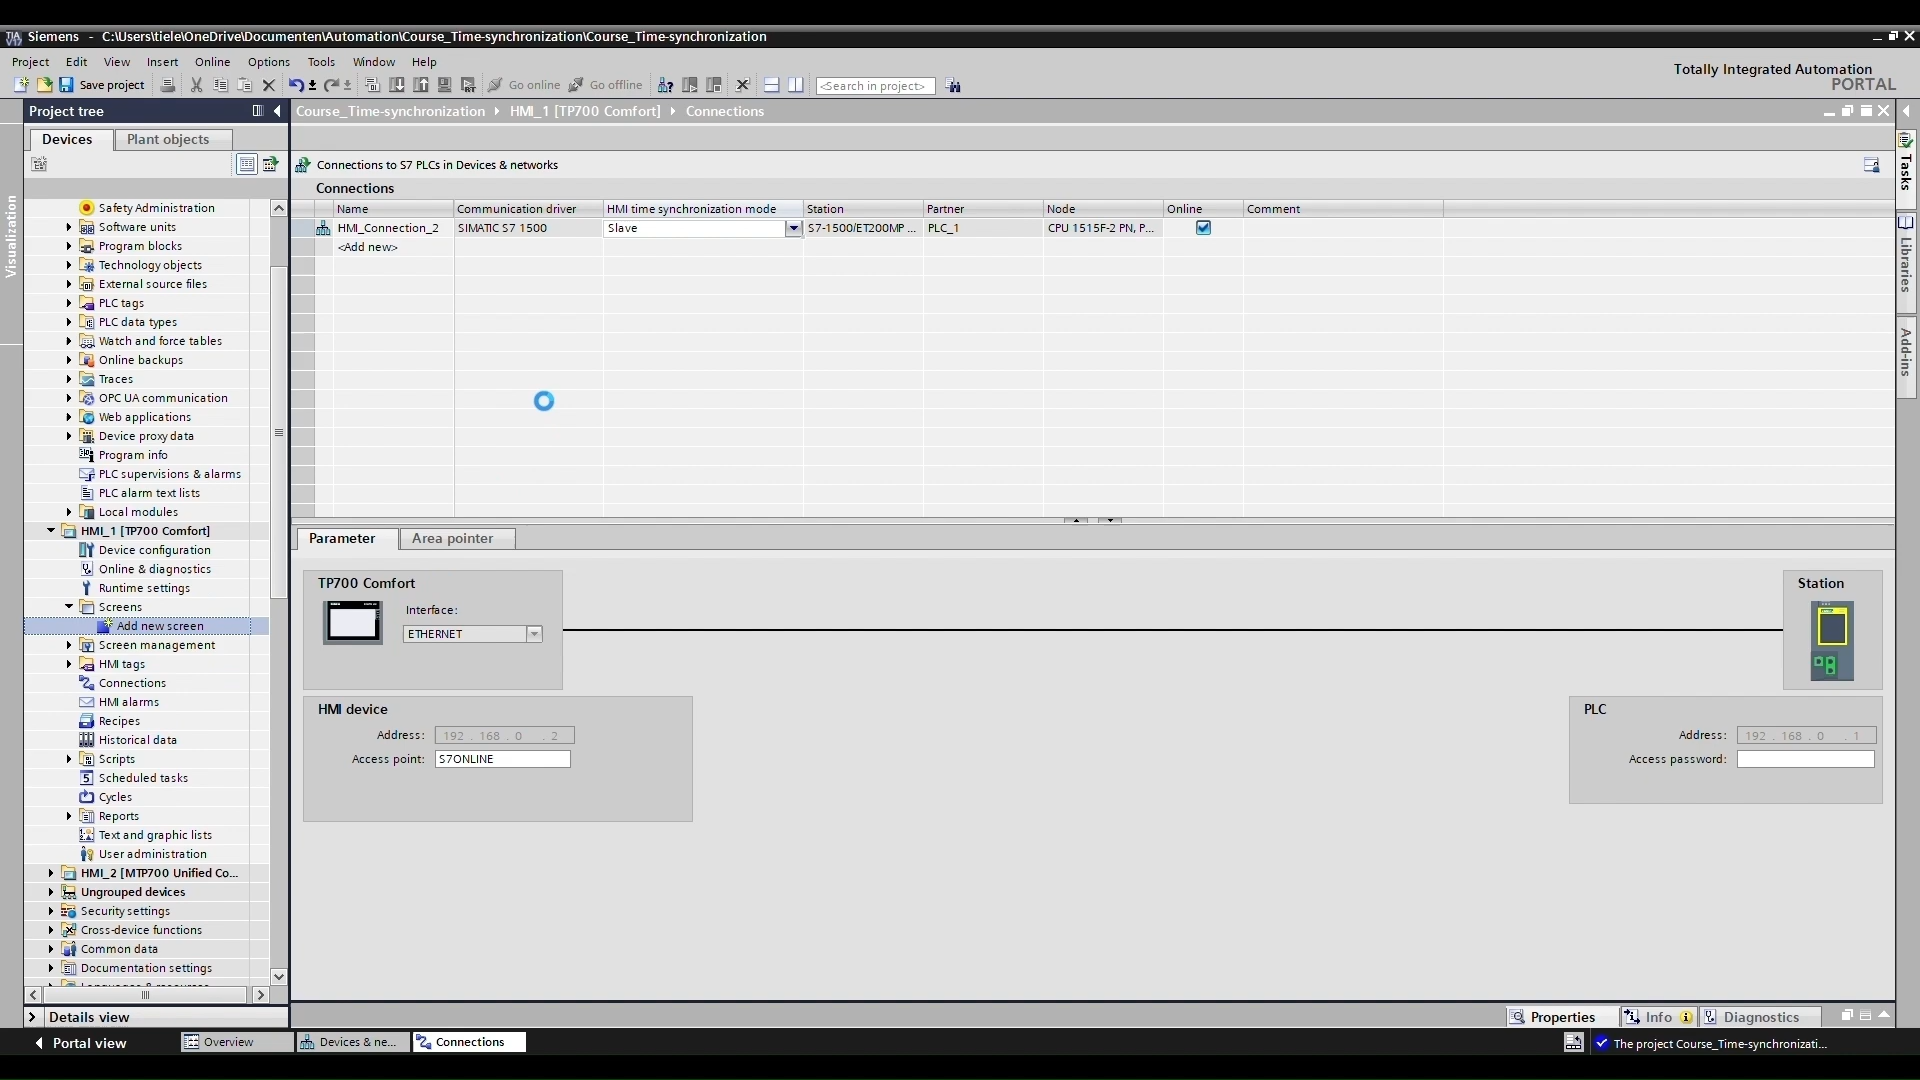 Siemens - C:\Users\tiele\OneDrive\Documenten\Automation\Course_Time-synchronization\Course_Time-synchronization
Project Edit View Insert Online Options Tools Window Help
Totally Integrated Automation
PORTAL
Save project
Go online
Go offline
<Search in project>
Project tree
Course_Time-synchronization
HMI_1 [TP700 Comfort]
Connections
Devices
Plant objects
Visualization
Safety Administration
Software units
Program blocks
Technology objects
External source files
PLC tags
PLC data types
Watch and force tables
Online backups
Traces
OPC UA communication
Web applications
Device proxy data
Program info
PLC supervisions & alarms
PLC alarm text lists
Local modules
HMI_1 [TP700 Comfort]
Device configuration
Online & diagnostics
Runtime settings
Screens
Add new screen
Screen management
HMI tags
Connections
HMI alarms
Recipes
Historical data
Scripts
Scheduled tasks
Cycles
Reports
Text and graphic lists
User administration
HMI_2 [MTP700 Unified Co...
Ungrouped devices
Security settings
Cross-device functions
Common data
Documentation settings
Details view
Connections to S7 PLCs in Devices & networks
Connections
Name Communication driver HMI time synchronization mode Station Partner Node Online Comment
HMI_Connection_2 SIMATIC S7 1500 Slave S7-1500/ET200MP ... PLC_1 CPU 1515F-2 PN, P...
<Add new>
Parameter
Area pointer
TP700 Comfort
Interface:
ETHERNET
Station
HMI device
Address: 192 . 168 . 0 . 2
Access point: S7ONLINE
PLC
Address: 192 . 168 . 0 . 1
Access password:
Tasks
Libraries
Add-ins
Properties
Info
Diagnostics
Portal view
Overview
Devices & ne...
Connections
The project Course_Time-synchronizati...